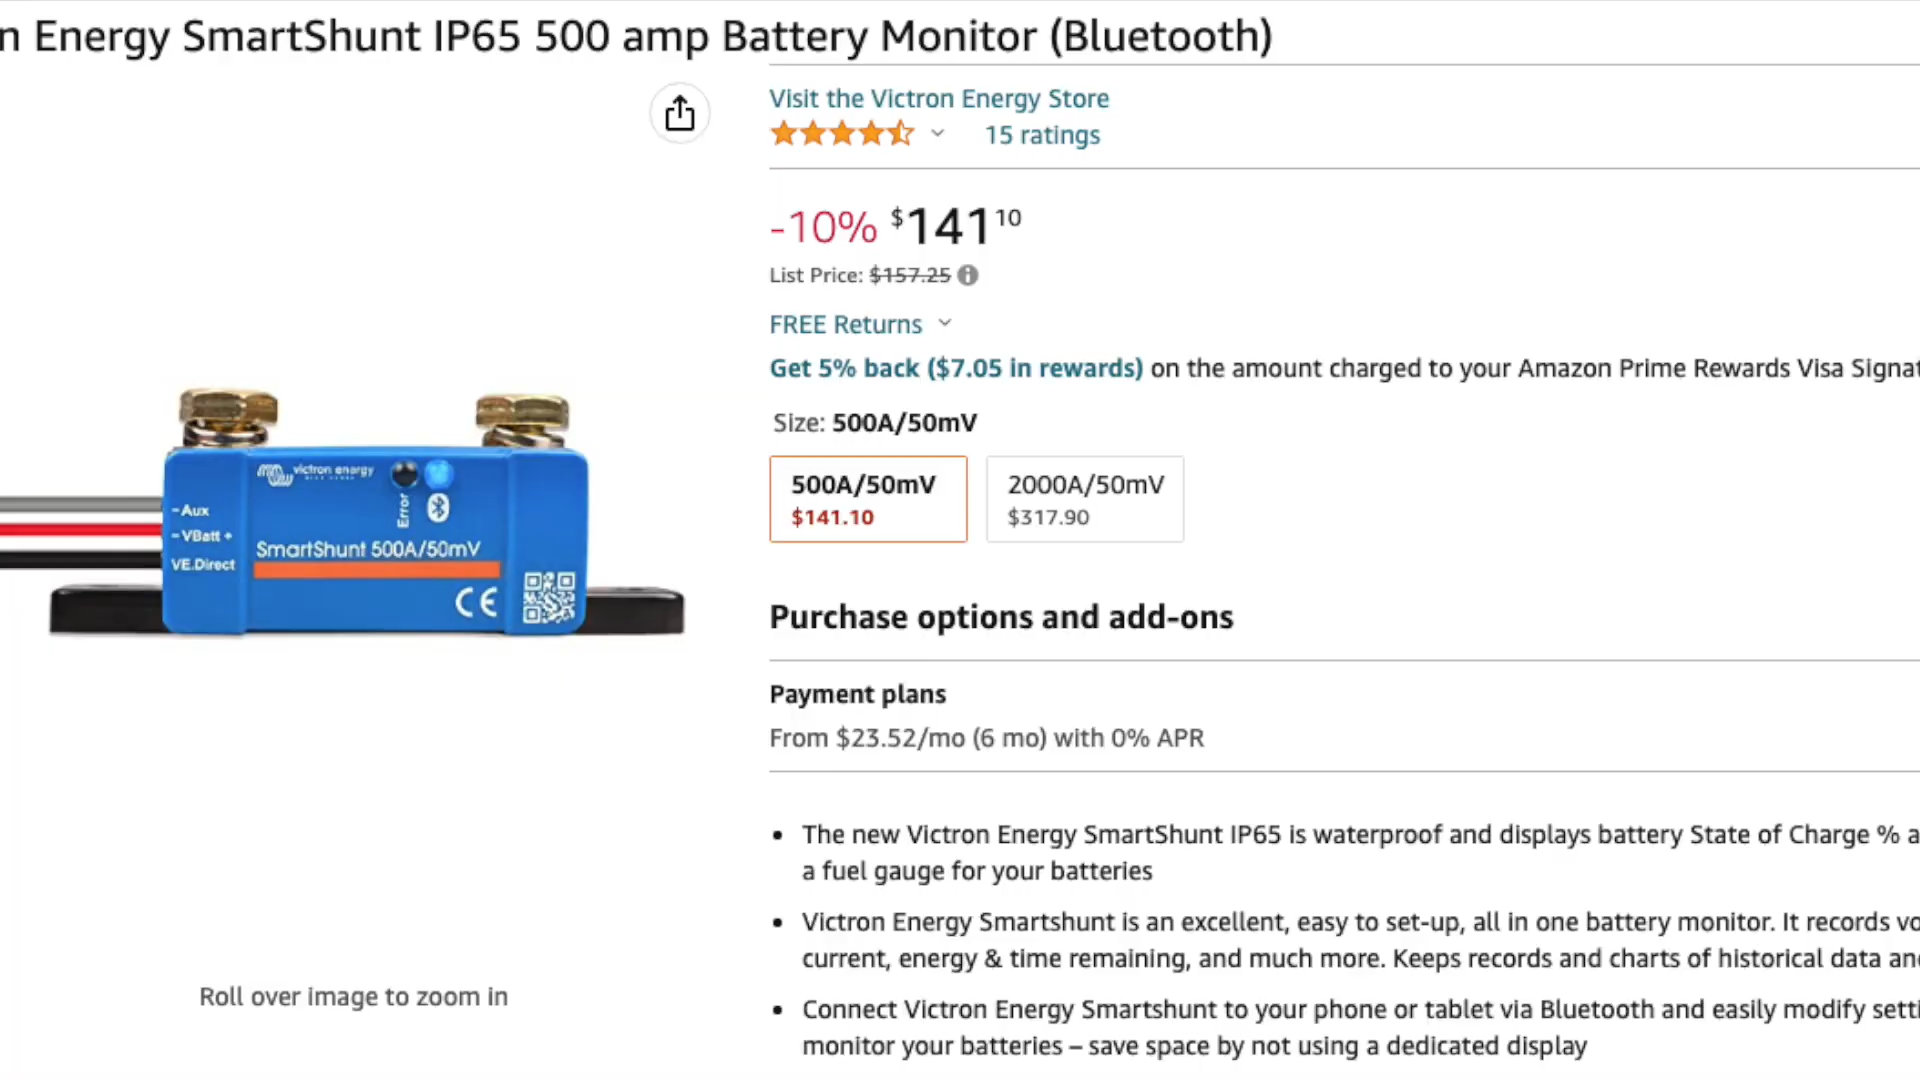 n Energy SmartShunt IP65 500 amp Battery Monitor (Bluetooth)
Visit the Victron Energy Store
15 ratings
-10% $141 10
List Price: $157.25
FREE Returns
Get 5% back ($7.05 in rewards) on the amount charged to your Amazon Prime Rewards Visa Signat
Size: 500A/50mV
500A/50mV
$141.10
2000A/50mV
$317.90
victron energy
Error
- Aux
- VBatt +
VE.Direct
SmartShunt 500A/50mV
CE
Purchase options and add-ons
Payment plans
From $23.52/mo (6 mo) with 0% APR
• The new Victron Energy SmartShunt IP65 is waterproof and displays battery State of Charge % a
a fuel gauge for your batteries
• Victron Energy Smartshunt is an excellent, easy to set-up, all in one battery monitor. It records vo
current, energy & time remaining, and much more. Keeps records and charts of historical data an
• Connect Victron Energy Smartshunt to your phone or tablet via Bluetooth and easily modify setti
monitor your batteries – save space by not using a dedicated display
Roll over image to zoom in